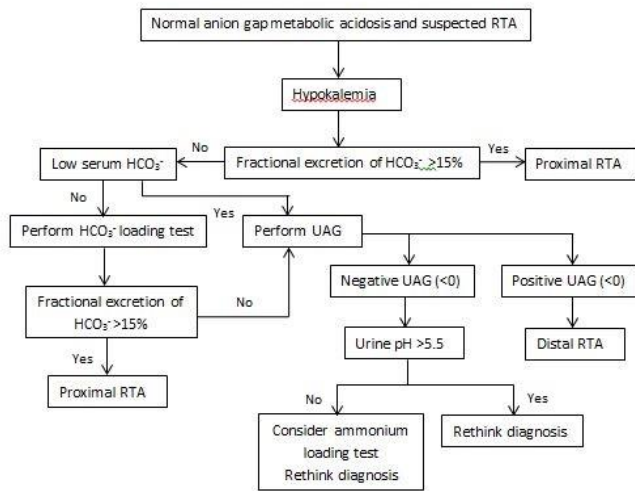 Normal anion gap metabolic acidosis and suspected RTA
Hypokalemia
No
Yes
Low serum HCO₃⁻
Fractional excretion of HCO₃⁻ >15%
Proximal RTA
No
Yes
Perform HCO₃⁻ loading test
Perform UAG
Negative UAG (<0)
Positive UAG (<0)
Fractional excretion of
HCO₃⁻ >15%
No
Urine pH >5.5
Distal RTA
Yes
Proximal RTA
No
Yes
Consider ammonium
loading test
Rethink diagnosis
Rethink diagnosis